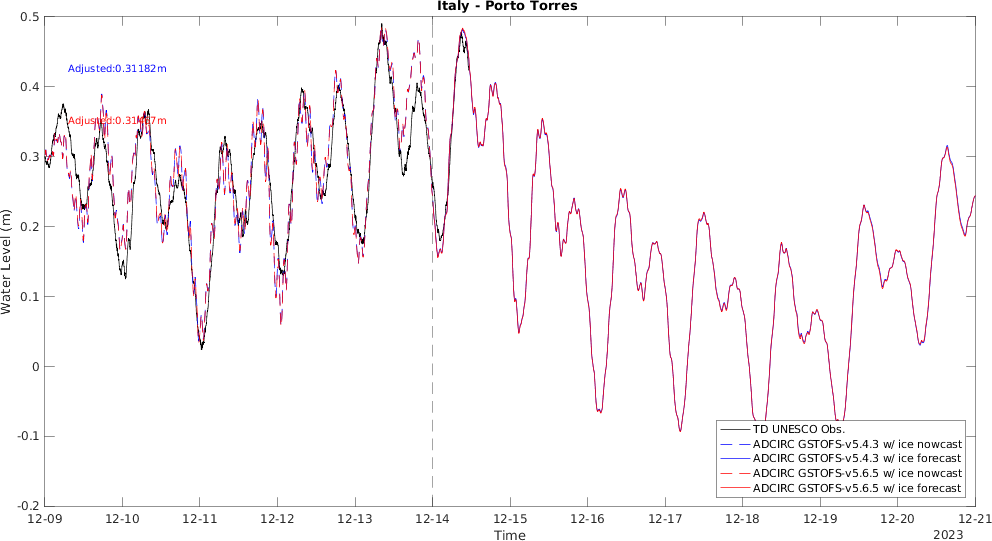 Italy - Porto Torres
0.5
0.4
0.3
0.2
0.1
0
-0.1
-0.2
Water Level (m)
Adjusted:0.31182m
TD UNESCO Obs.
ADCIRC GSTOFS-v5.4.3 w/ ice nowcast
ADCIRC GSTOFS-v5.4.3 w/ ice forecast
ADCIRC GSTOFS-v5.6.5 w/ ice nowcast
ADCIRC GSTOFS-v5.6.5 w/ ice forecast
12-09 12-10 12-11 12-12 12-13 12-14 12-15 12-16 12-17 12-18 12-19 12-20 12-21
Time
2023